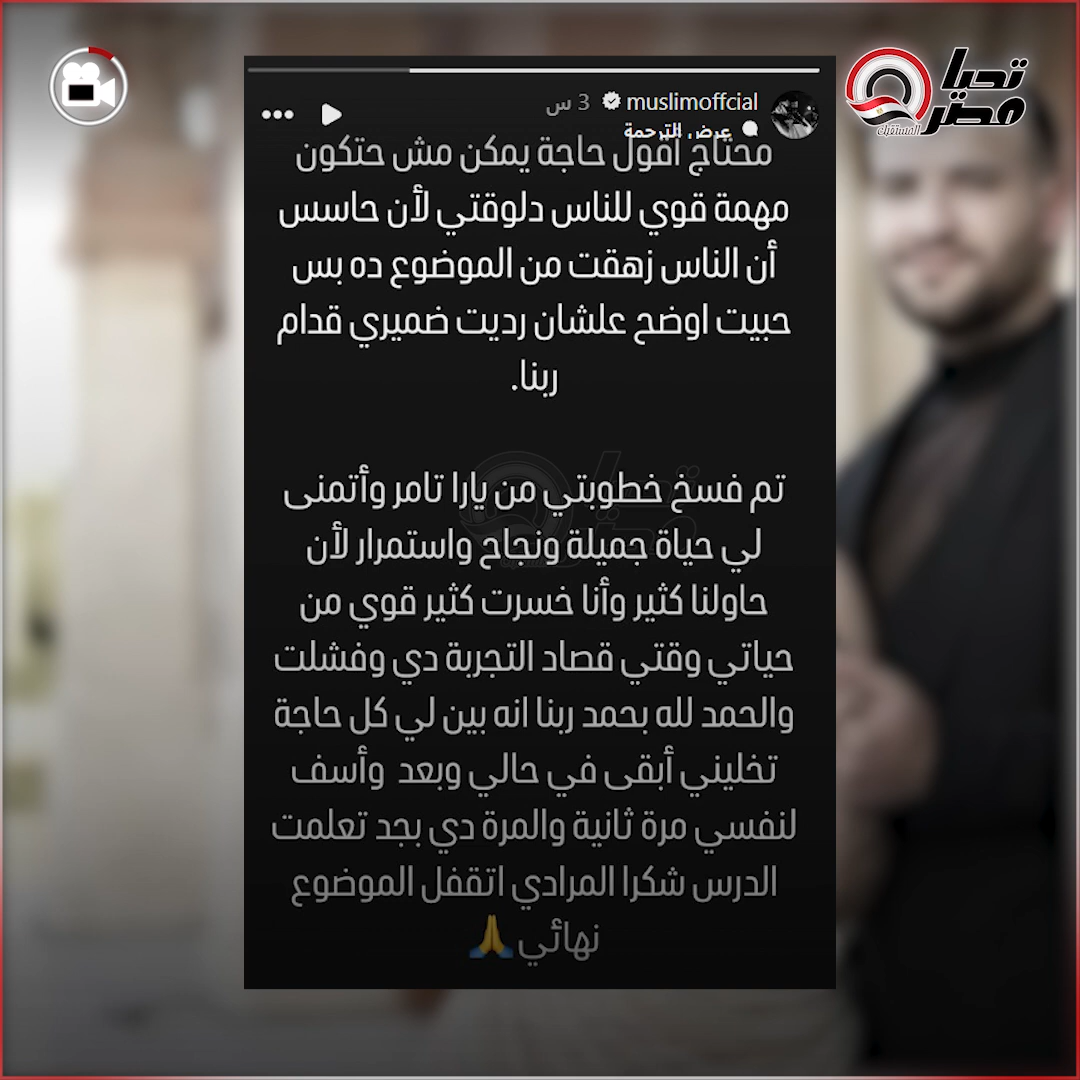 تحيا
مصر
المستقبل
muslimoffcial 3 س
عرض الترجمة
محتاج اقول حاجة يمكن مش حتكون
مهمة قوي للناس دلوقتي لأن حاسس
أن الناس زهقت من الموضوع ده بس
حبيت اوضح علشان رديت ضميري قدام
ربنا.
تم فسخ خطوبتي من يارا تامر وأتمنى
لي حياة جميلة ونجاح واستمرار لأن
حاولنا كثير وأنا خسرت كثير قوي من
حياتي وقتي قصاد التجربة دي وفشلت
والحمد لله بحمد ربنا انه بين لي كل حاجة
تخليني أبقى في حالي وبعد وأسف
لنفسي مرة ثانية والمرة دي بجد تعلمت
الدرس شكرا المرادي اتقفل الموضوع
نهائي🙏